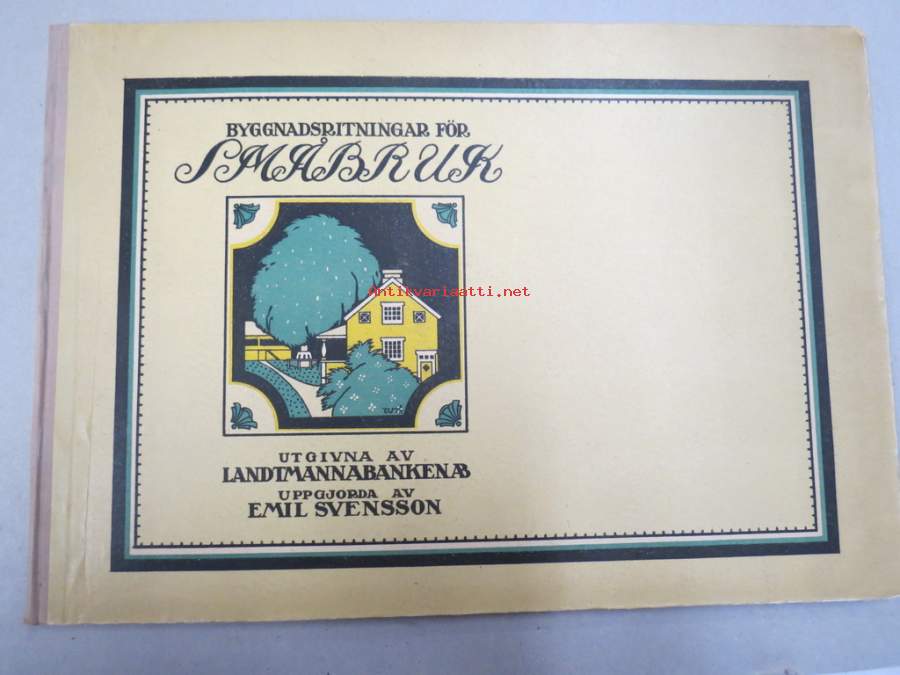 BYGGNADSRITNINGAR FÖR
SMÅBRUK
Antikvariaatti.net
UTGIVNA AV
LANDTMANNABANKEN AB
UPPGJORDA AV
EMIL SVENSSON